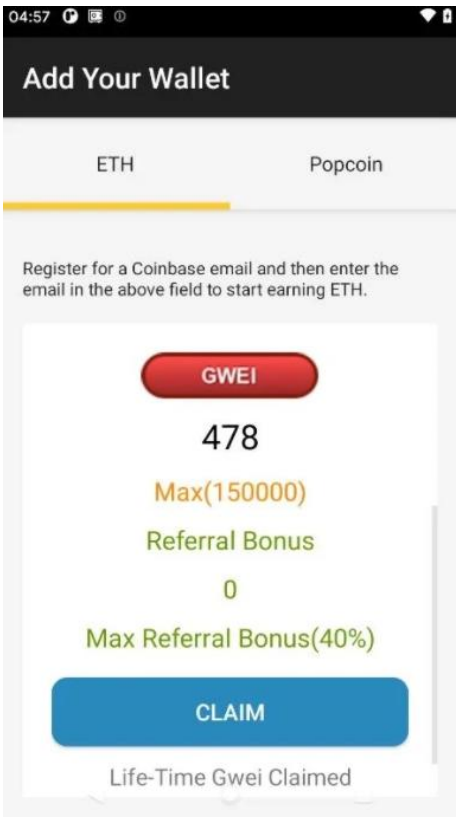 04:57
Add Your Wallet
ETH Popcoin
Register for a Coinbase email and then enter the
email in the above field to start earning ETH.
GWEI
478
Max(150000)
Referral Bonus
0
Max Referral Bonus(40%)
CLAIM
Life-Time Gwei Claimed